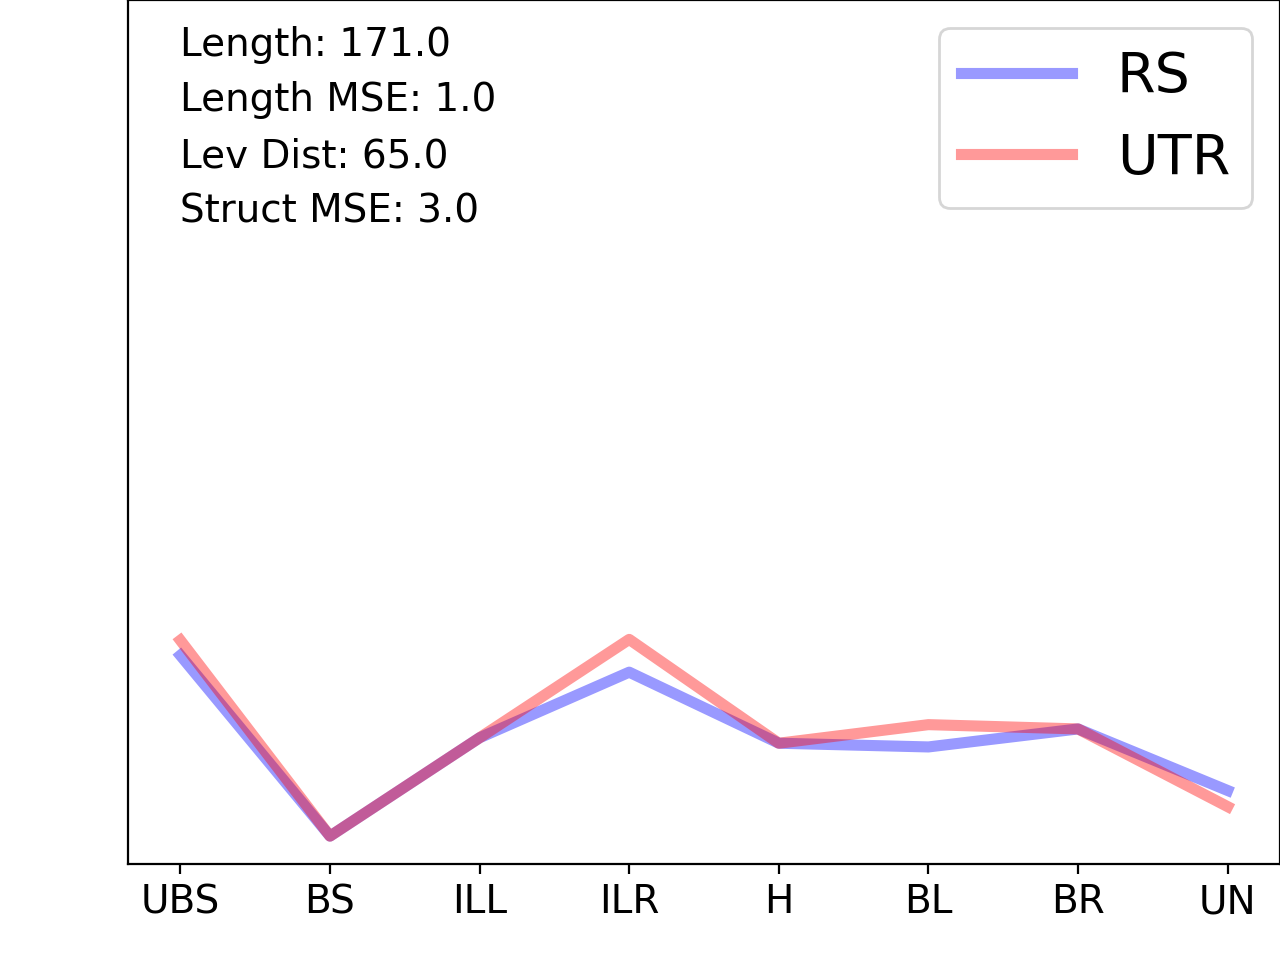 Length: 171.0
Length MSE: 1.0
Lev Dist: 65.0
Struct MSE: 3.0
RS
UTR
UBS BS ILL ILR H BL BR UN